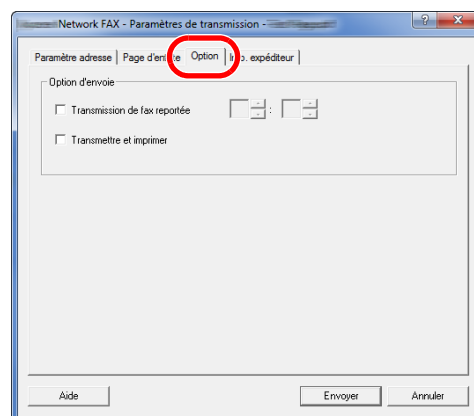 Network FAX - Paramètres de transmission -
Paramètre adresse Page d'en Option expéditeur
Option d'envoie
Transmission de fax reportée :
Transmettre et imprimer
Aide Envoyer Annuler